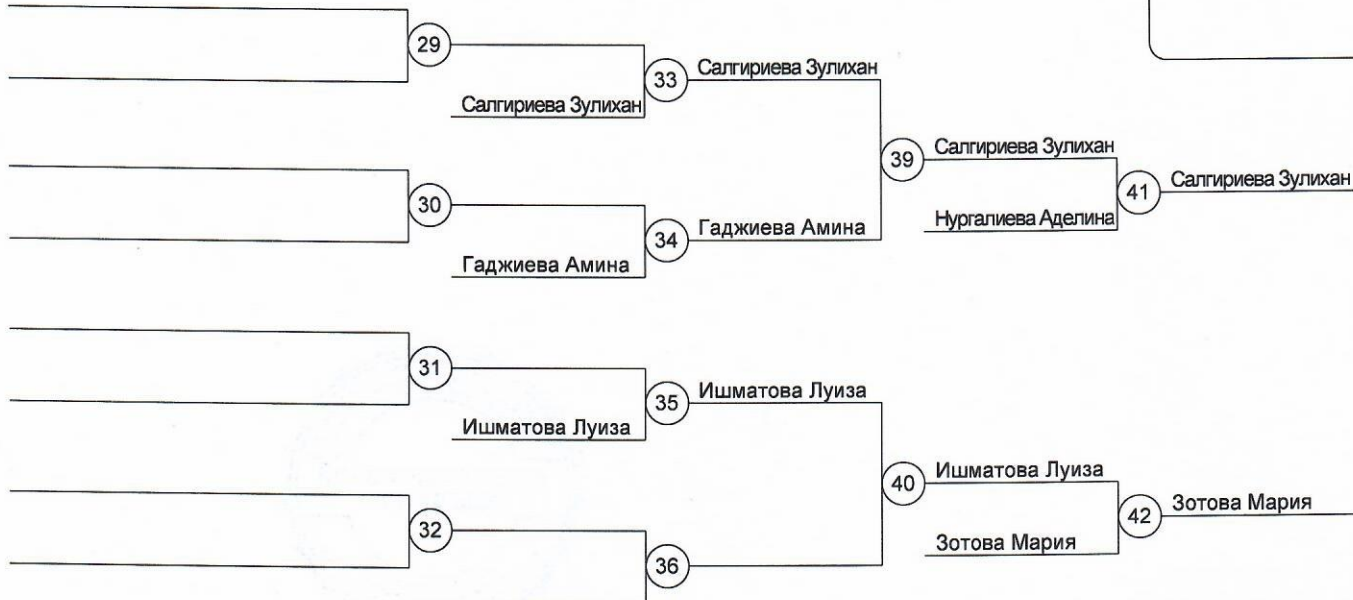 29
33
Салгириева Зулихан
Салгириева Зулихан
39
Салгириева Зулихан
41
Салгириева Зулихан
30
34
Гаджиева Амина
Нургалиева Аделина
Гаджиева Амина
31
35
Ишматова Луиза
Ишматова Луиза
40
Ишматова Луиза
42
Зотова Мария
32
Зотова Мария
36